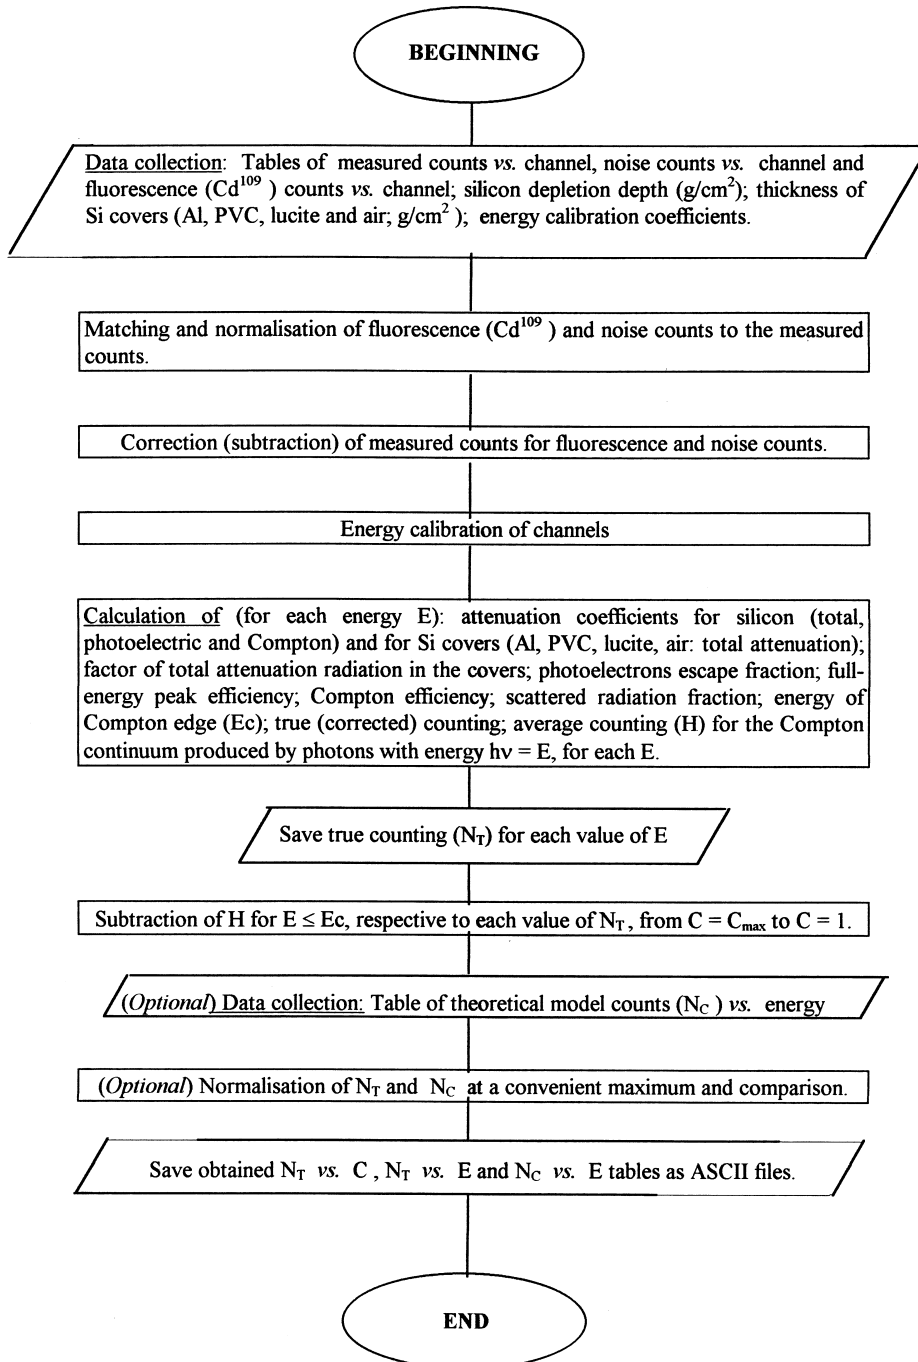 BEGINNING
Data collection: Tables of measured counts vs. channel, noise counts vs. channel and
fluorescence (Cd¹⁰⁹ ) counts vs. channel; silicon depletion depth (g/cm²); thickness of
Si covers (Al, PVC, lucite and air; g/cm² ); energy calibration coefficients.
Matching and normalisation of fluorescence (Cd¹⁰⁹ ) and noise counts to the measured
counts.
Correction (subtraction) of measured counts for fluorescence and noise counts.
Energy calibration of channels
Calculation of (for each energy E): attenuation coefficients for silicon (total,
photoelectric and Compton) and for Si covers (Al, PVC, lucite, air: total attenuation);
factor of total attenuation radiation in the covers; photoelectrons escape fraction; full-
energy peak efficiency; Compton efficiency; scattered radiation fraction; energy of
Compton edge (Ec); true (corrected) counting; average counting (H) for the Compton
continuum produced by photons with energy hν = E, for each E.
Save true counting (N_T) for each value of E
Subtraction of H for E ≤ Ec, respective to each value of N_T, from C = C_max to C = 1.
(Optional) Data collection: Table of theoretical model counts (N_C ) vs. energy
(Optional) Normalisation of N_T and N_C at a convenient maximum and comparison.
Save obtained N_T vs. C , N_T vs. E and N_C vs. E tables as ASCII files.
END